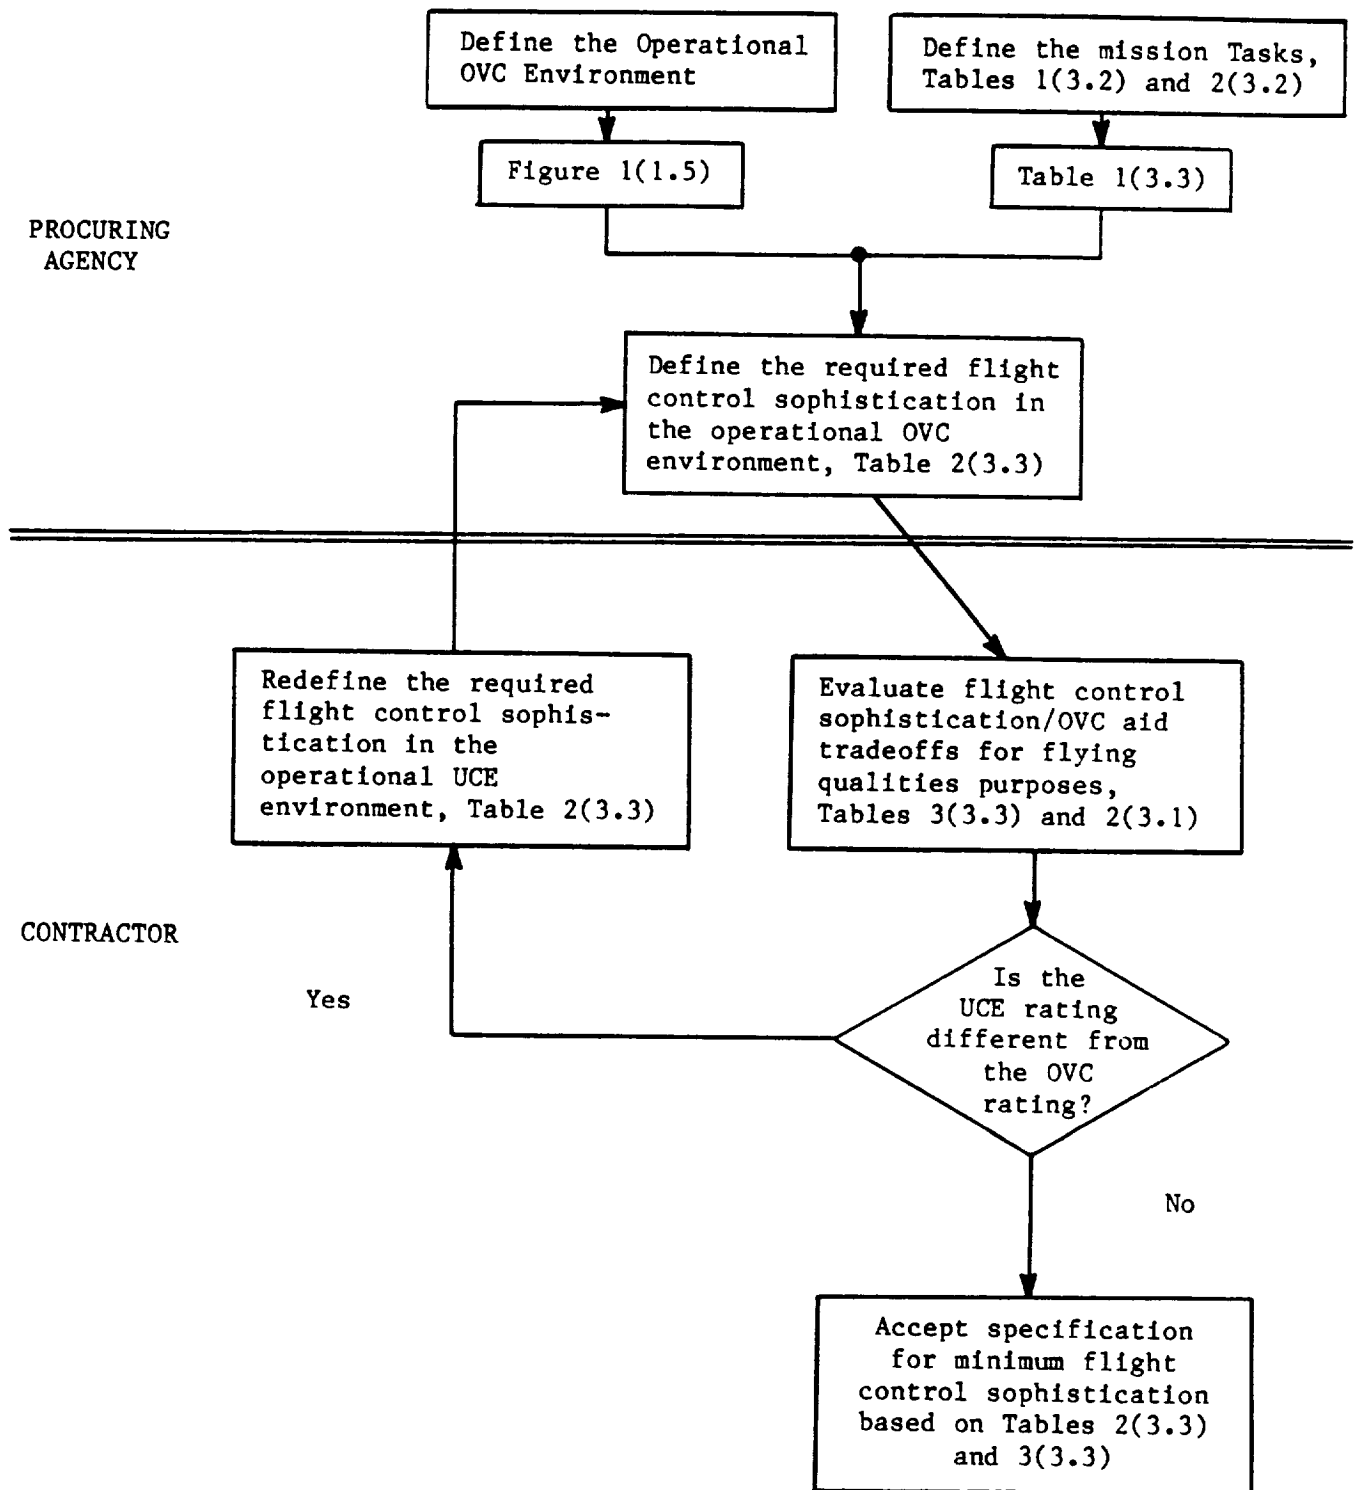 Define the Operational
OVC Environment
Define the mission Tasks,
Tables 1(3.2) and 2(3.2)
Figure 1(1.5)
Table 1(3.3)
PROCURING
AGENCY
Define the required flight
control sophistication in
the operational OVC
environment, Table 2(3.3)
Redefine the required
flight control sophis-
tication in the
operational UCE
environment, Table 2(3.3)
Evaluate flight control
sophistication/OVC aid
tradeoffs for flying
qualities purposes,
Tables 3(3.3) and 2(3.1)
CONTRACTOR
Yes
Is the
UCE rating
different from
the OVC
rating?
No
Accept specification
for minimum flight
control sophistication
based on Tables 2(3.3)
and 3(3.3)